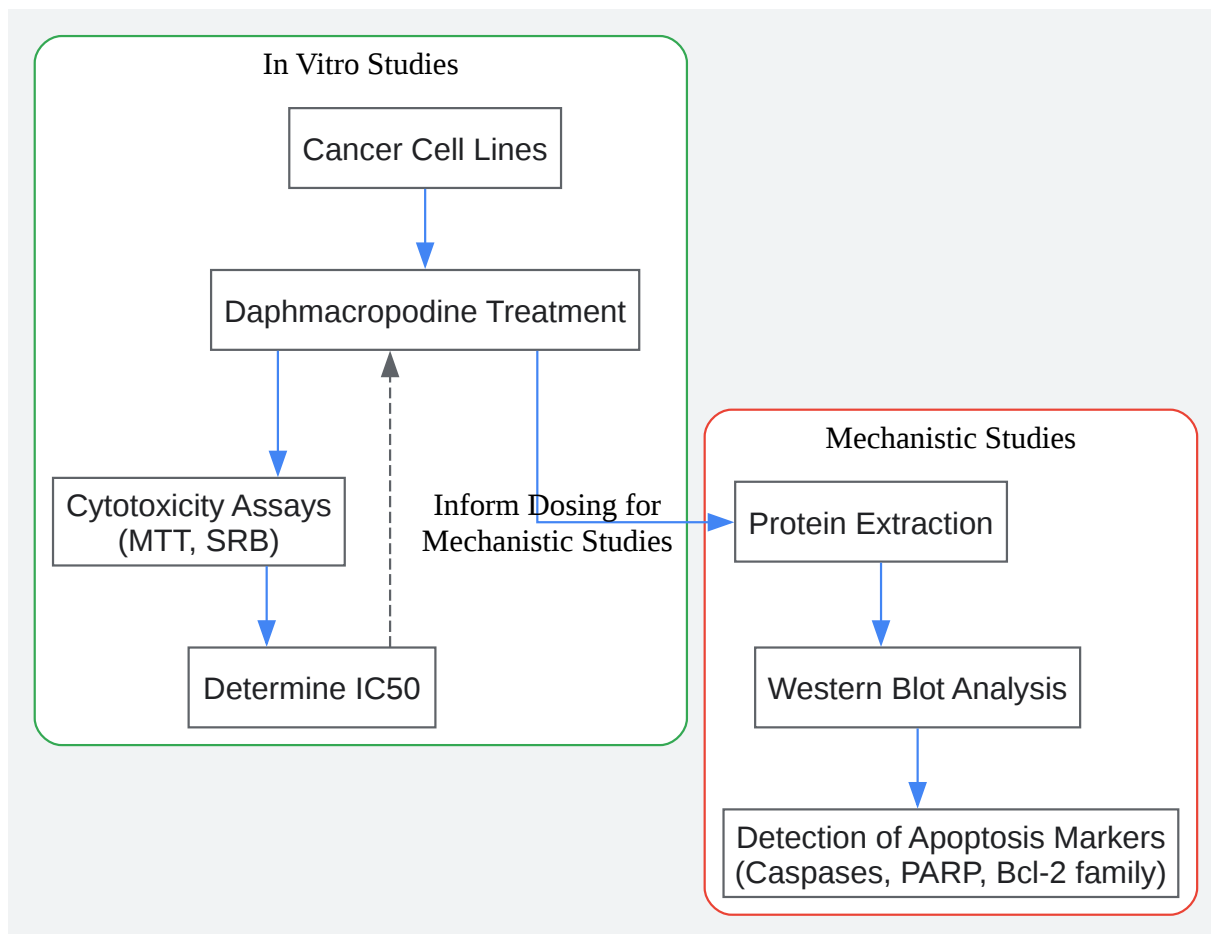 In Vitro Studies
Cancer Cell Lines
Daphmacropodine Treatment
Cytotoxicity Assays
(MTT, SRB)
Inform Dosing for
Mechanistic Studies
Determine IC50
Mechanistic Studies
Protein Extraction
Western Blot Analysis
Detection of Apoptosis Markers
(Caspases, PARP, Bcl-2 family)